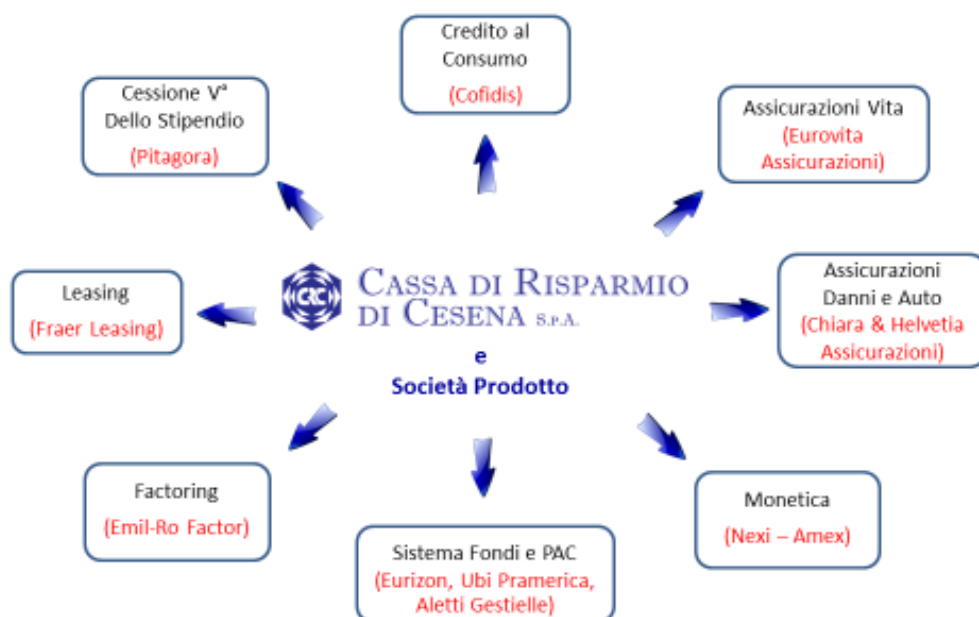 Credito al
Consumo
(Cofidis)
Cessione Vª
Dello Stipendio
(Pitagora)
Assicurazioni Vita
(Eurovita
Assicurazioni)
Leasing
(Fraer Leasing)
CRC
CASSA DI RISPARMIO
DI CESENA S.P.A.
e
Società Prodotto
Assicurazioni
Danni e Auto
(Chiara & Helvetia
Assicurazioni)
Factoring
(Emil-Ro Factor)
Sistema Fondi e PAC
(Eurizon, Ubi Pramerica,
Aletti Gestielle)
Monetica
(Nexi – Amex)